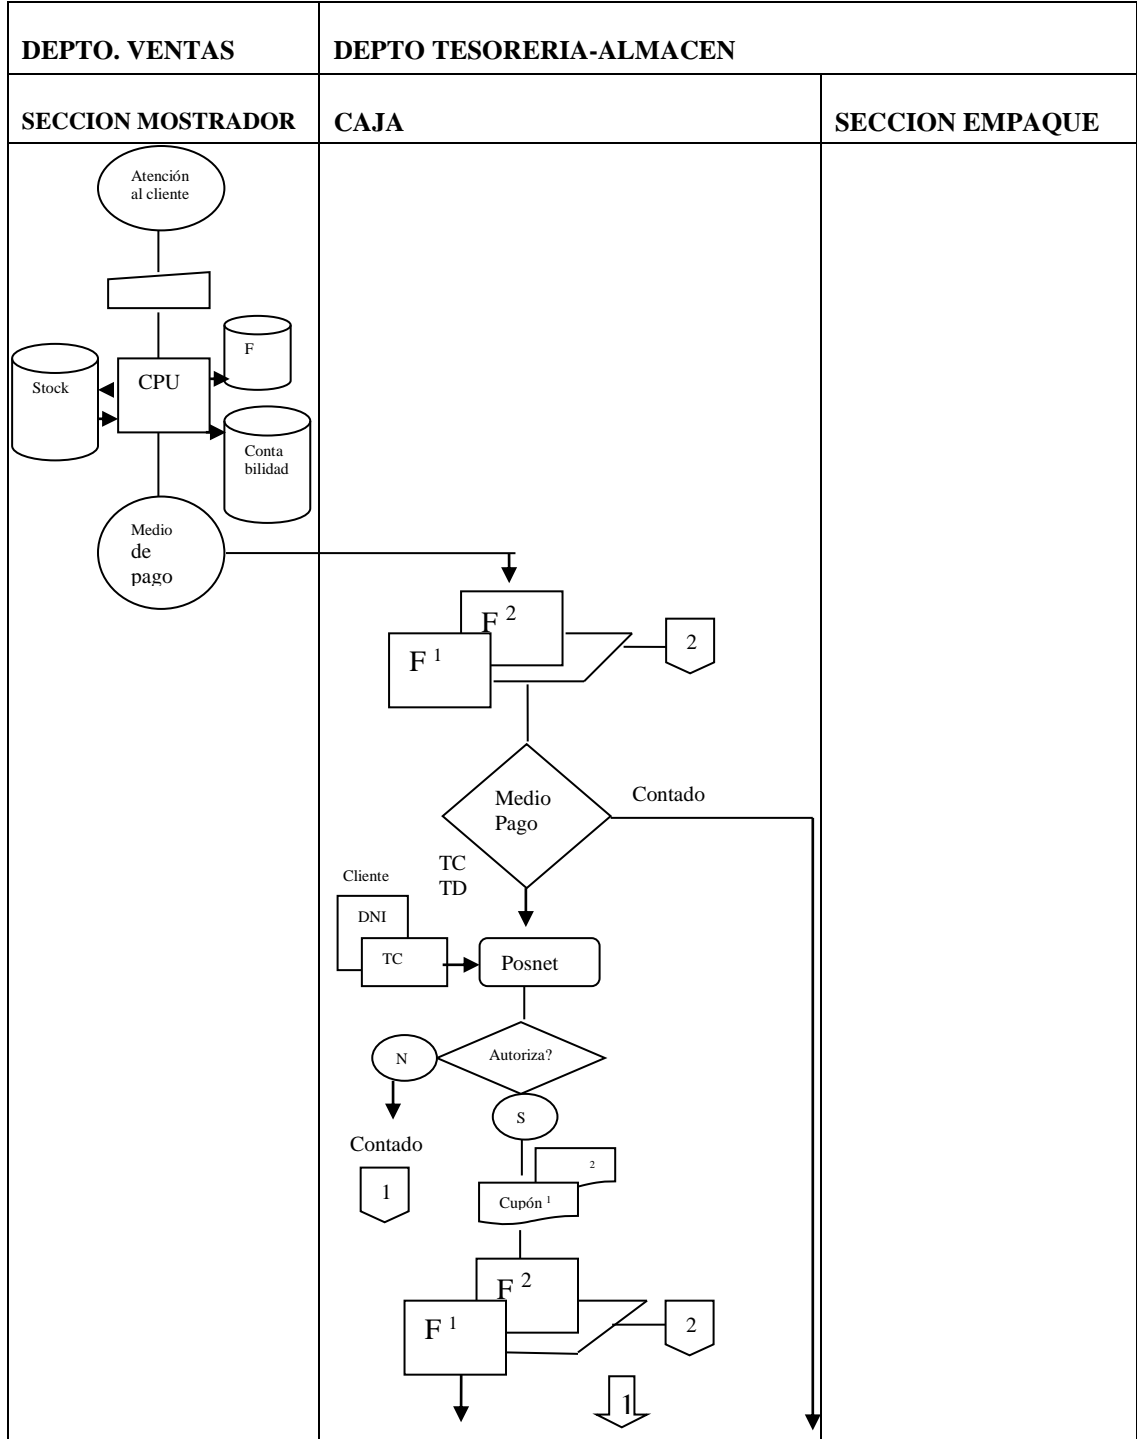 DEPTO. VENTAS
DEPTO TESORERIA-ALMACEN
SECCION MOSTRADOR
CAJA
SECCION EMPAQUE
Atención
al cliente
F
Stock
CPU
Conta
bilidad
Medio
de
pago
F 2
F 1
2
Medio
Pago
Contado
TC
TD
Cliente
DNI
TC
Posnet
Autoriza?
N
S
Contado
1
2
Cupón 1
F 2
F 1
2
1